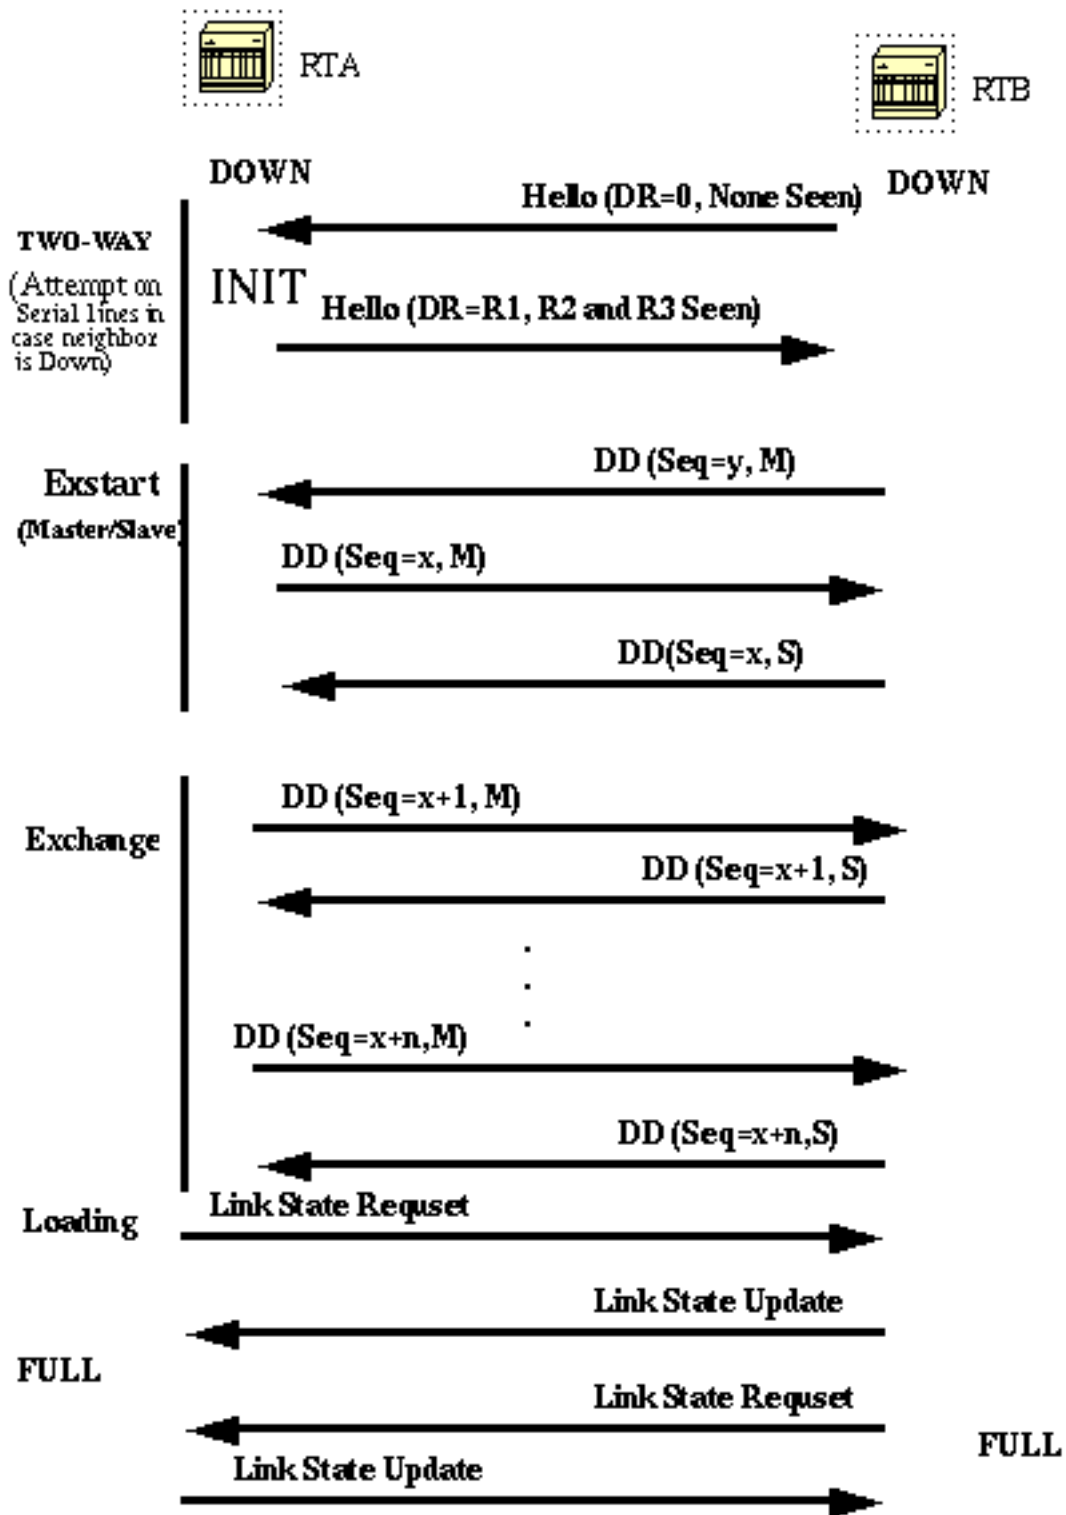 RTA
RTB
DOWN
DOWN
Hello (DR=0, None Seen)
TWO-WAY
(Attempt on
Serial lines in
case neighbor
is Down)
INIT
Hello (DR=R1, R2 and R3 Seen)
DD (Seq=y, M)
Exstart
(Master/Slave)
DD (Seq=x, M)
DD(Seq=x, S)
DD (Seq=x+1, M)
Exchange
DD (Seq=x+1, S)
.
.
.
DD (Seq=x+n,M)
DD (Seq=x+n,S)
Link State Requset
Loading
Link State Update
FULL
Link State Requset
FULL
Link State Update